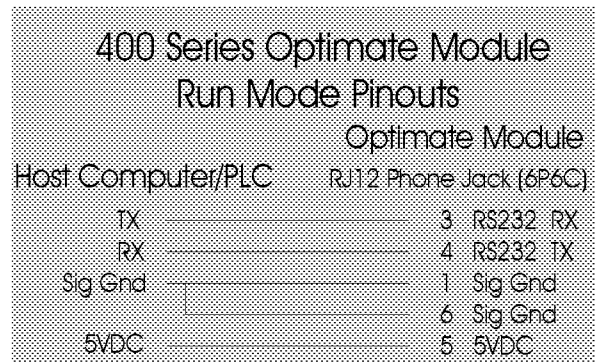 400 Series Optimate Module
Run Mode Pinouts
Optimate Module
Host Computer/PLC RJ12 Phone Jack (6P6C)
TX 3 RS232 RX
RX 4 RS232 TX
Sig Gnd 1 Sig Gnd
6 Sig Gnd
5VDC 5 5VDC